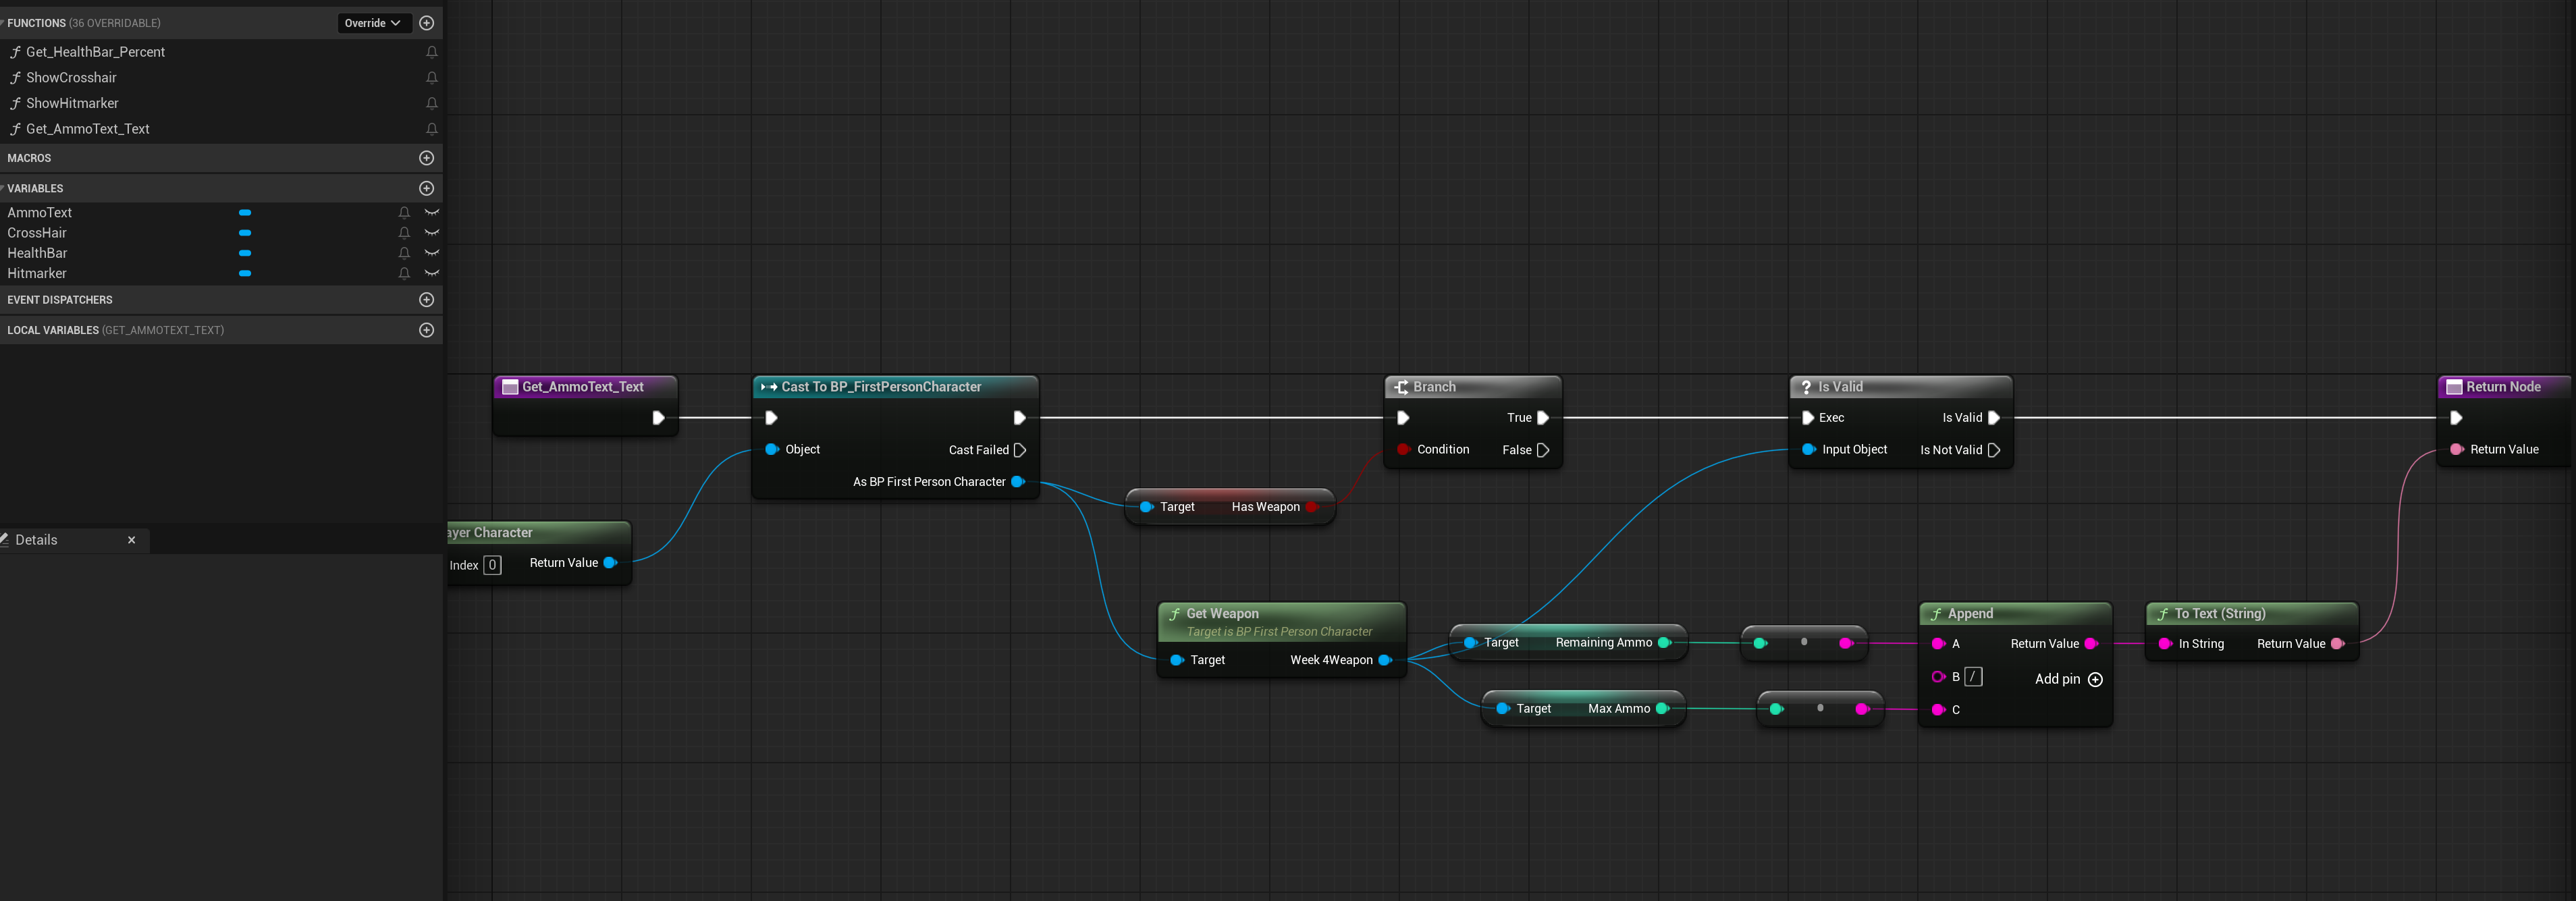 FUNCTIONS (36 OVERRIDABLE)
Override
Get_HealthBar_Percent
ShowCrosshair
ShowHitmarker
Get_AmmoText_Text
MACROS
VARIABLES
AmmoText
CrossHair
HealthBar
Hitmarker
EVENT DISPATCHERS
LOCAL VARIABLES (GET_AMMOTEXT_TEXT)
Details
Get_AmmoText_Text
ayer Character
Index 0
Return Value
Cast To BP_FirstPersonCharacter
Object
Cast Failed
As BP First Person Character
Target
Has Weapon
Branch
True
Condition
False
Is Valid
Exec
Is Valid
Input Object
Is Not Valid
Return Node
Return Value
Get Weapon
Target is BP First Person Character
Target
Week 4Weapon
Target
Remaining Ammo
Target
Max Ammo
Append
A
Return Value
B /
Add pin
C
To Text (String)
In String
Return Value